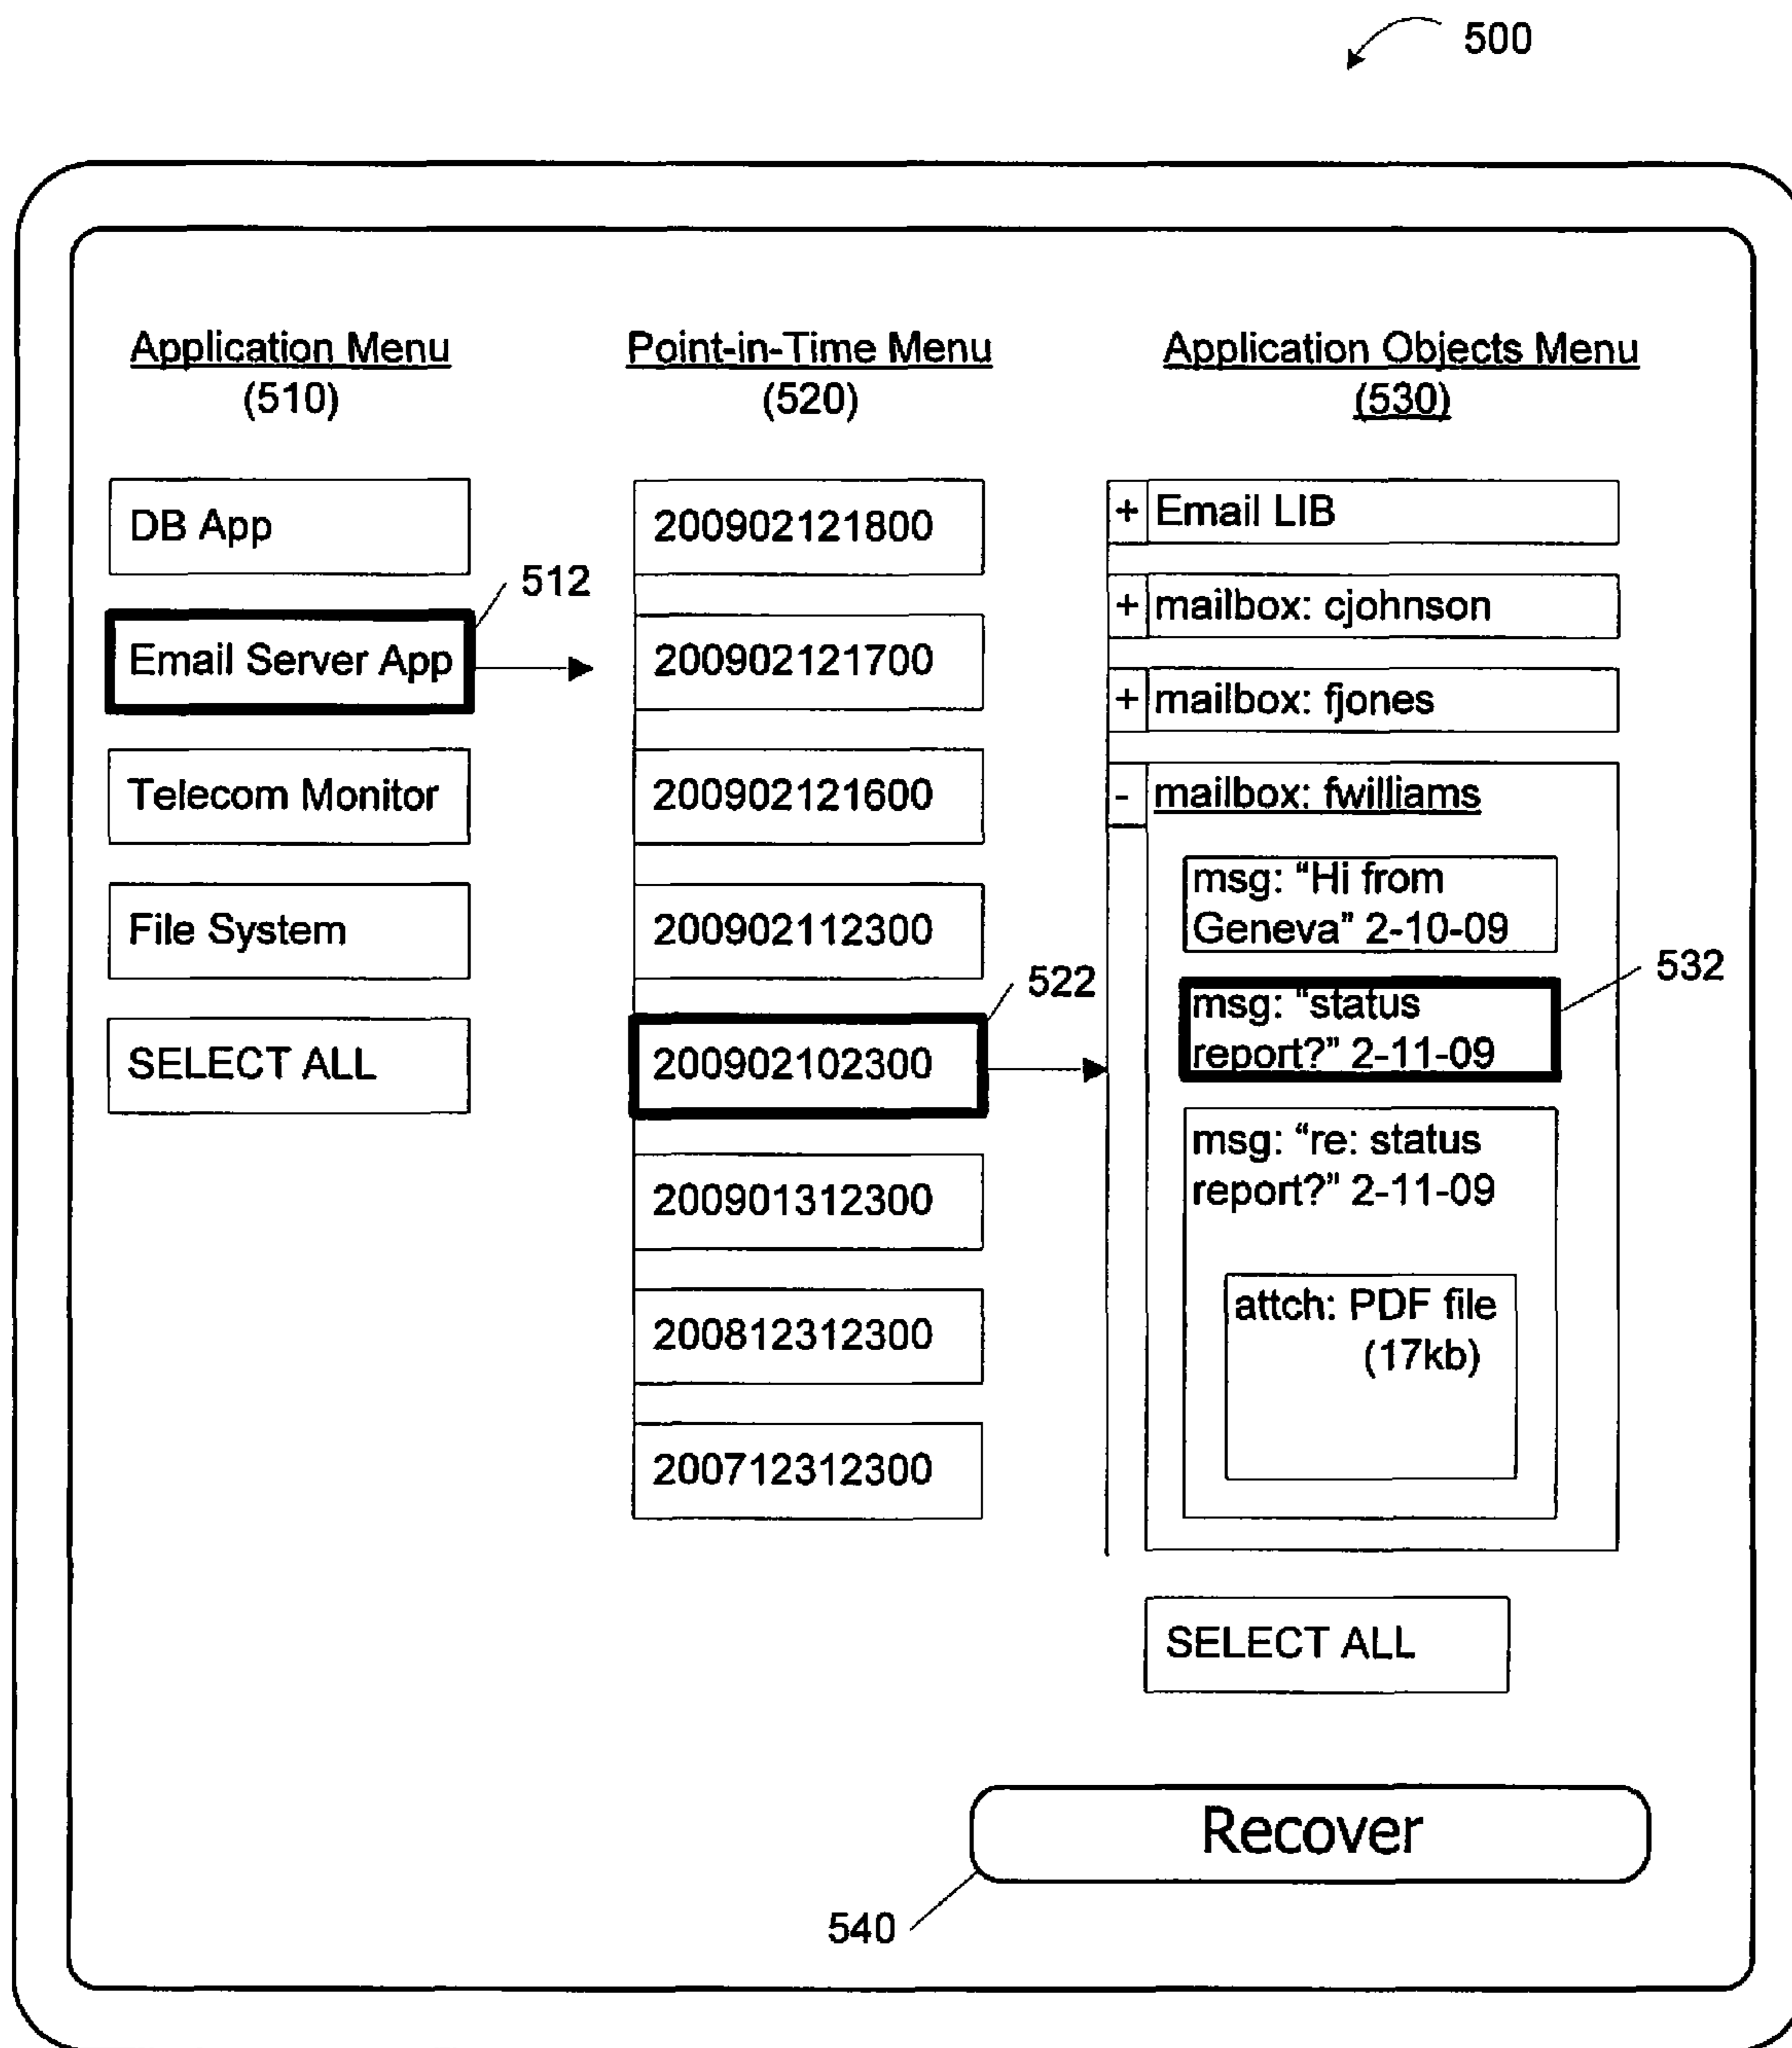 500
Application Menu
(510)
DB App
512
Email Server App
Telecom Monitor
File System
SELECT ALL
Point-in-Time Menu
(520)
200902121800
200902121700
200902121600
200902112300
522
200902102300
200901312300
200812312300
200712312300
Application Objects Menu
(530)
+ Email LIB
+ mailbox: cjohnson
+ mailbox: fjones
- mailbox: fwilliams
msg: “Hi from
Geneva” 2-10-09
532
msg: “status
report?” 2-11-09
msg: “re: status
report?” 2-11-09
attch: PDF file
(17kb)
SELECT ALL
Recover
540